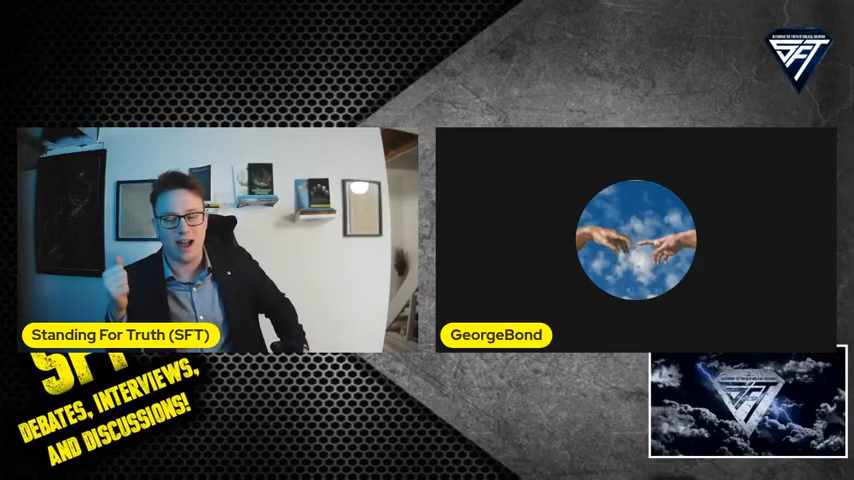 SFT
Standing For Truth (SFT)
GeorgeBond
SFT
DEBATES, INTERVIEWS,
AND DISCUSSIONS!